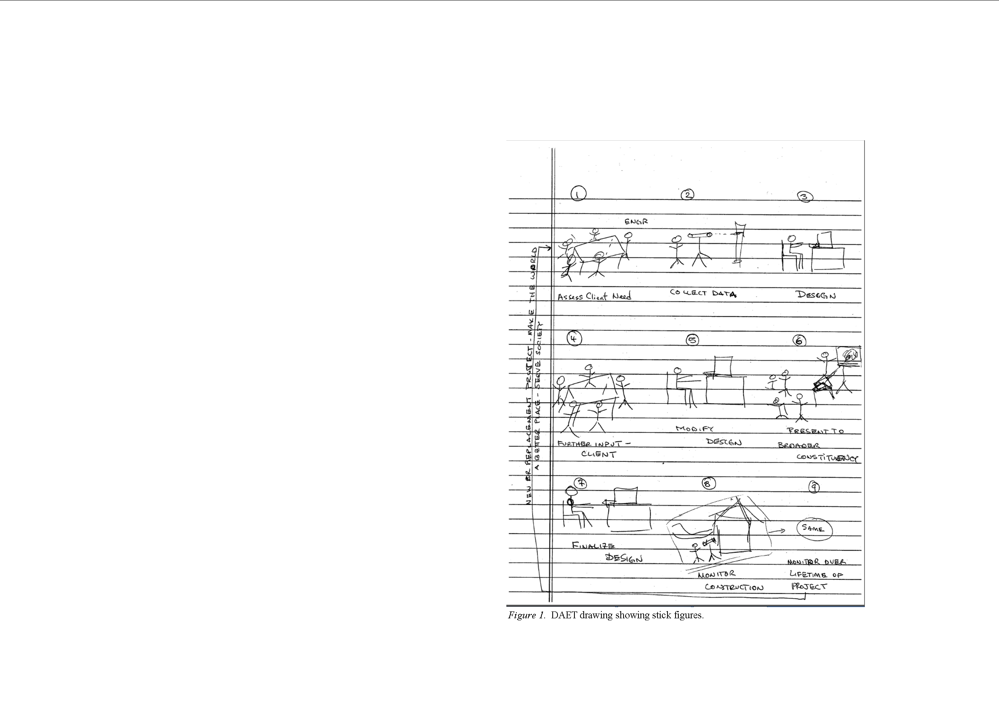 1
2
3
ENGR
Assess Client Need
COLLECT DATA
DESIGN
NEW OR REPLACEMENT PROJECT - MAKE THE WORLD
A BETTER PLACE - SERVE SOCIETY
4
5
6
FURTHER INPUT -
CLIENT
MODIFY
DESIGN
PRESENT TO
BROADER
CONSTITUENCY
7
8
9
SAME
FINALIZE
DESIGN
MONITOR
CONSTRUCTION
MONITOR OVER
LIFETIME OF
PROJECT
Figure 1. DAET drawing showing stick figures.